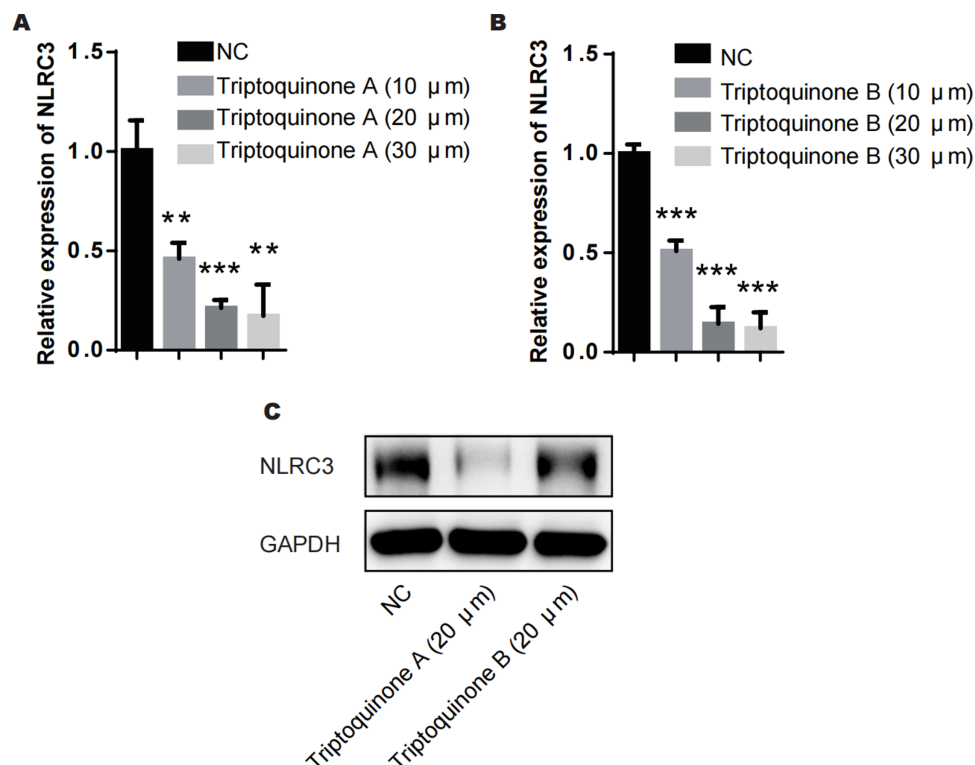 A
Relative expression of NLRC3
1.5
1.0
0.5
0.0
NC
Triptoquinone A (10 μm)
Triptoquinone A (20 μm)
Triptoquinone A (30 μm)
**
***
**
B
Relative expression of NLRC3
1.5
1.0
0.5
0.0
NC
Triptoquinone B (10 μm)
Triptoquinone B (20 μm)
Triptoquinone B (30 μm)
***
***
***
C
NLRC3
GAPDH
NC
Triptoquinone A (20 μm)
Triptoquinone B (20 μm)